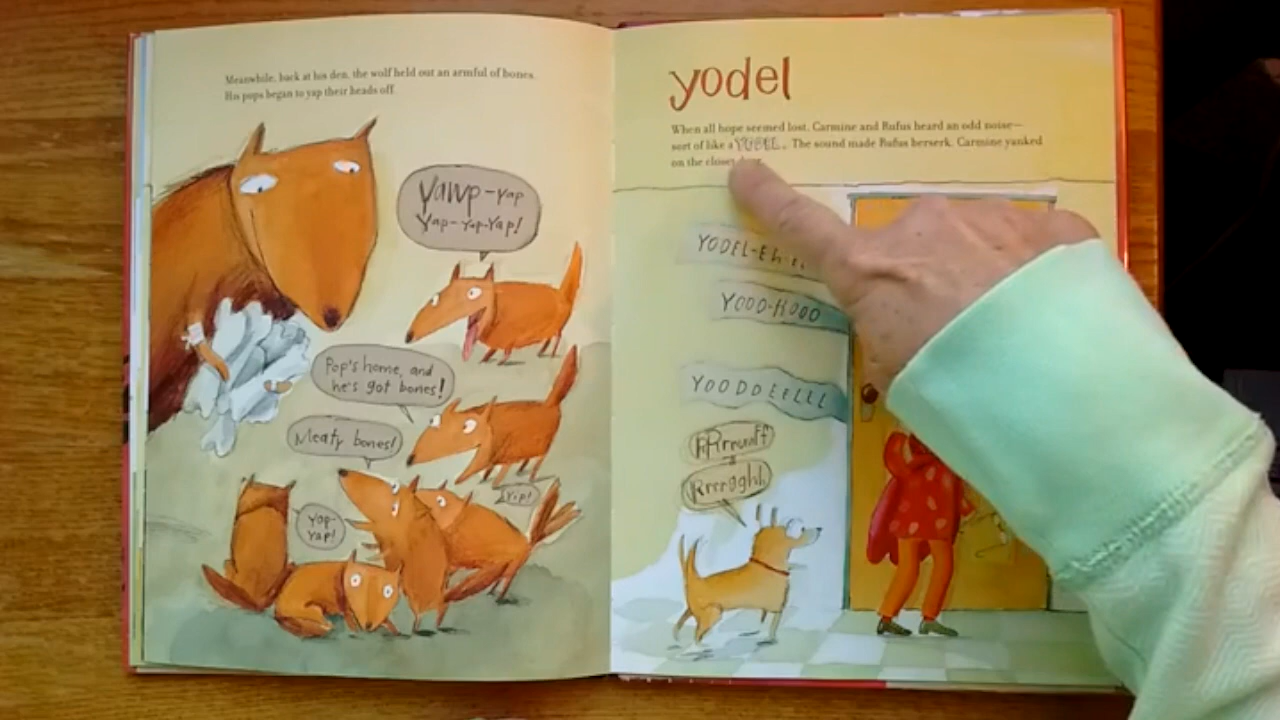 Meanwhile, back at his den, the wolf held out an armful of bones.
His pups began to yap their heads off.
Yawp-yap
Yap-yap-Yap!
Pop's home, and
he's got bones!
Meaty bones!
Yip!
Yap-
Yap!
yodel
When all hope seemed lost, Carmine and Rufus heard an odd noise—
sort of like a YODEL. The sound made Rufus berserk. Carmine yanked
on the closet
YODEL-EH
YOOO-HOOO
YOODDEELLL
Rrrrghh